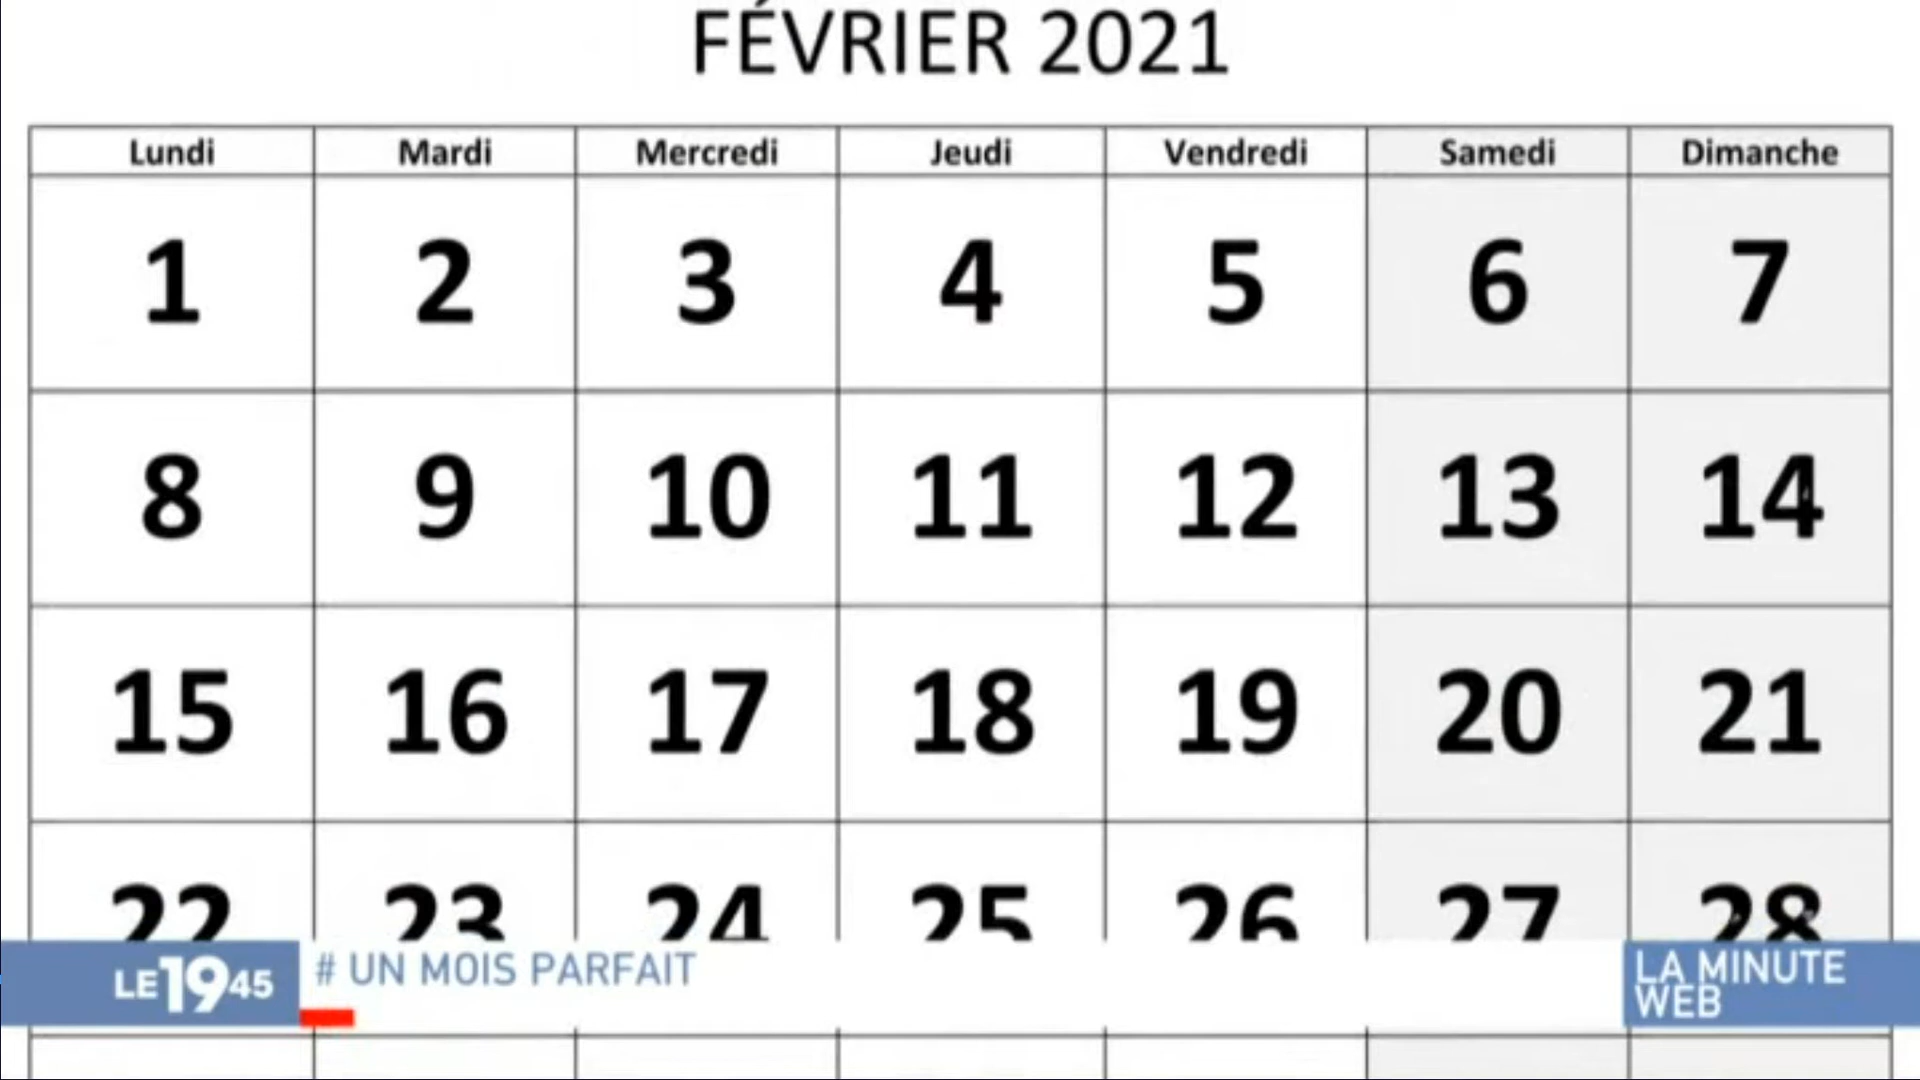 FÉVRIER 2021
Lundi Mardi Mercredi Jeudi Vendredi Samedi Dimanche
1 2 3 4 5 6 7
8 9 10 11 12 13 14
15 16 17 18 19 20 21
22 23 24 25 26 27 28
LE 19 45
# UN MOIS PARFAIT
LA MINUTE
WEB